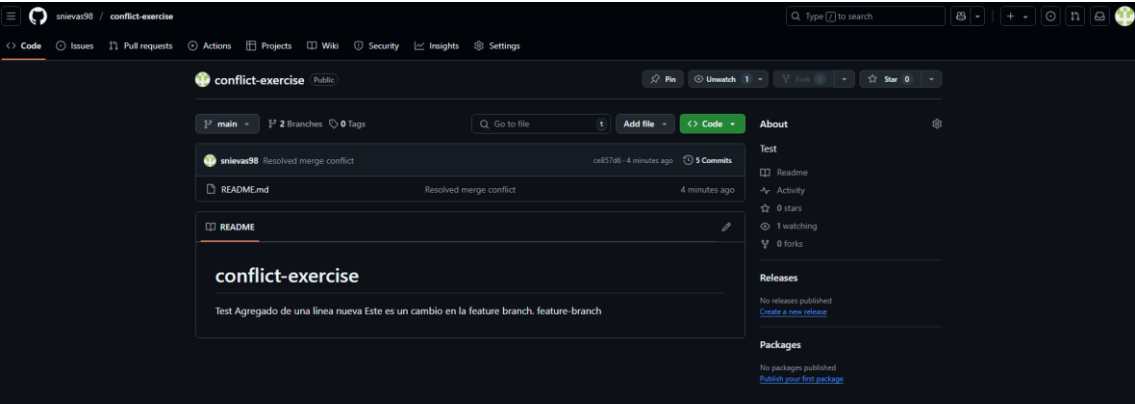 snievas98 / conflict-exercise
Type / to search
Code Issues Pull requests Actions Projects Wiki Security Insights Settings
conflict-exercise Public
Pin Unwatch 1 Fork 0 Star 0
main 2 Branches 0 Tags Go to file t Add file Code
About
Test
snievas98 Resolved merge conflict ce857d6 · 4 minutes ago 5 Commits
README.md Resolved merge conflict 4 minutes ago
Readme
Activity
0 stars
1 watching
0 forks
README
conflict-exercise
Test Agregado de una linea nueva Este es un cambio en la feature branch. feature-branch
Releases
No releases published
Create a new release
Packages
No packages published
Publish your first package